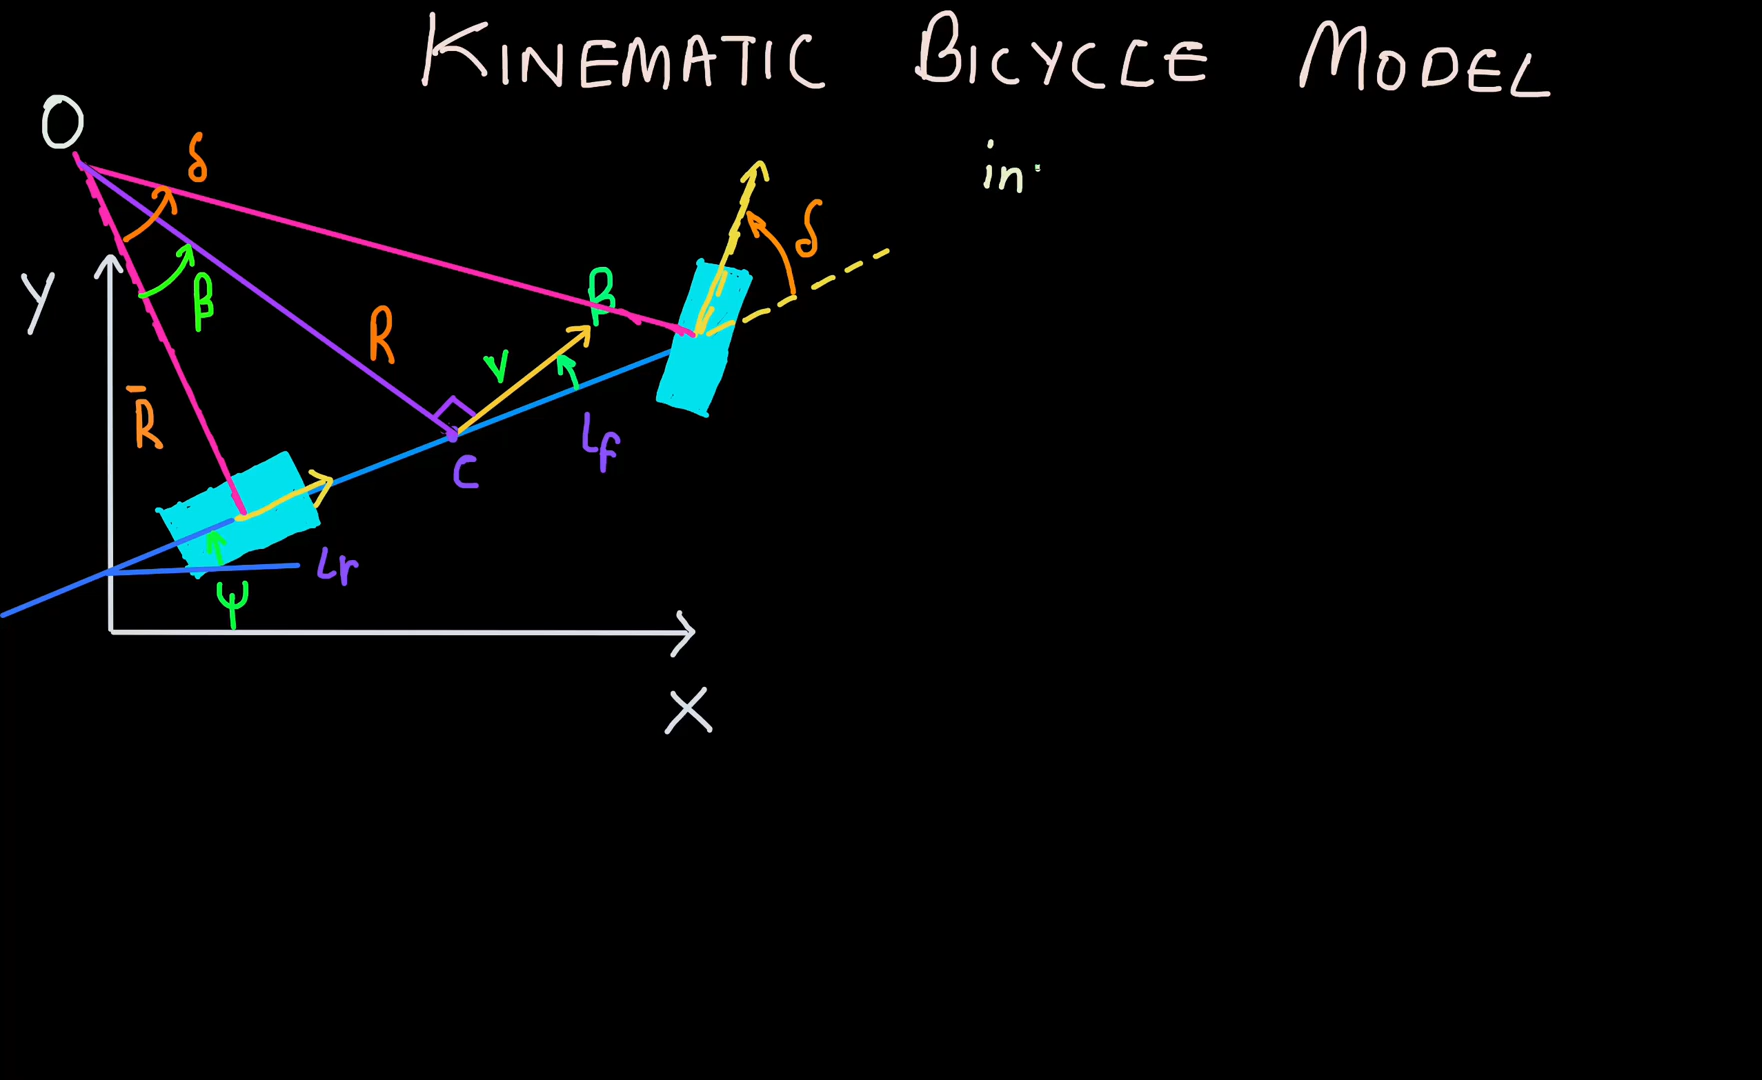 KINEMATIC BICYCLE MODEL
O
δ
in
δ
Y
β
β
R
V
R̄
Lf
C
Lr
ψ
X